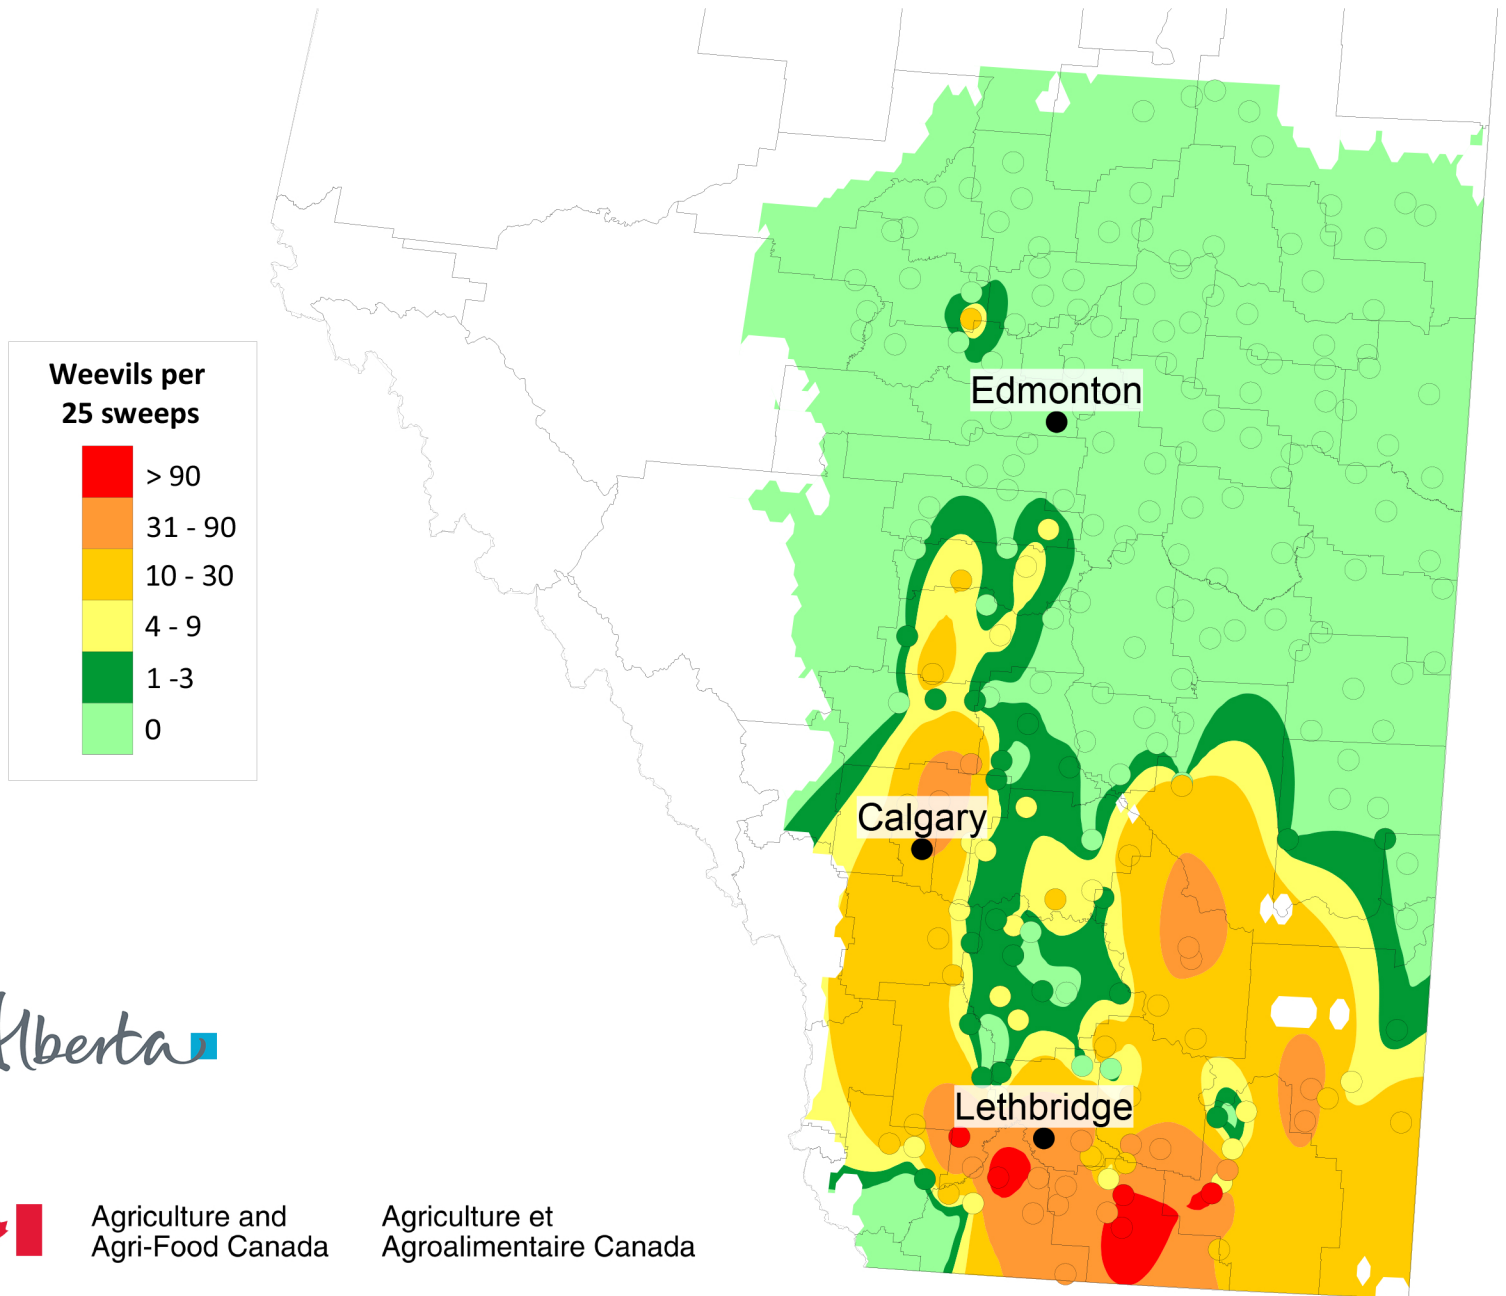 Edmonton
Weevils per
25 sweeps
> 90
31 - 90
10 - 30
4 - 9
1 -3
0
Calgary
Lethbridge
Alberta
Agriculture and
Agri-Food Canada
Agriculture et
Agroalimentaire Canada